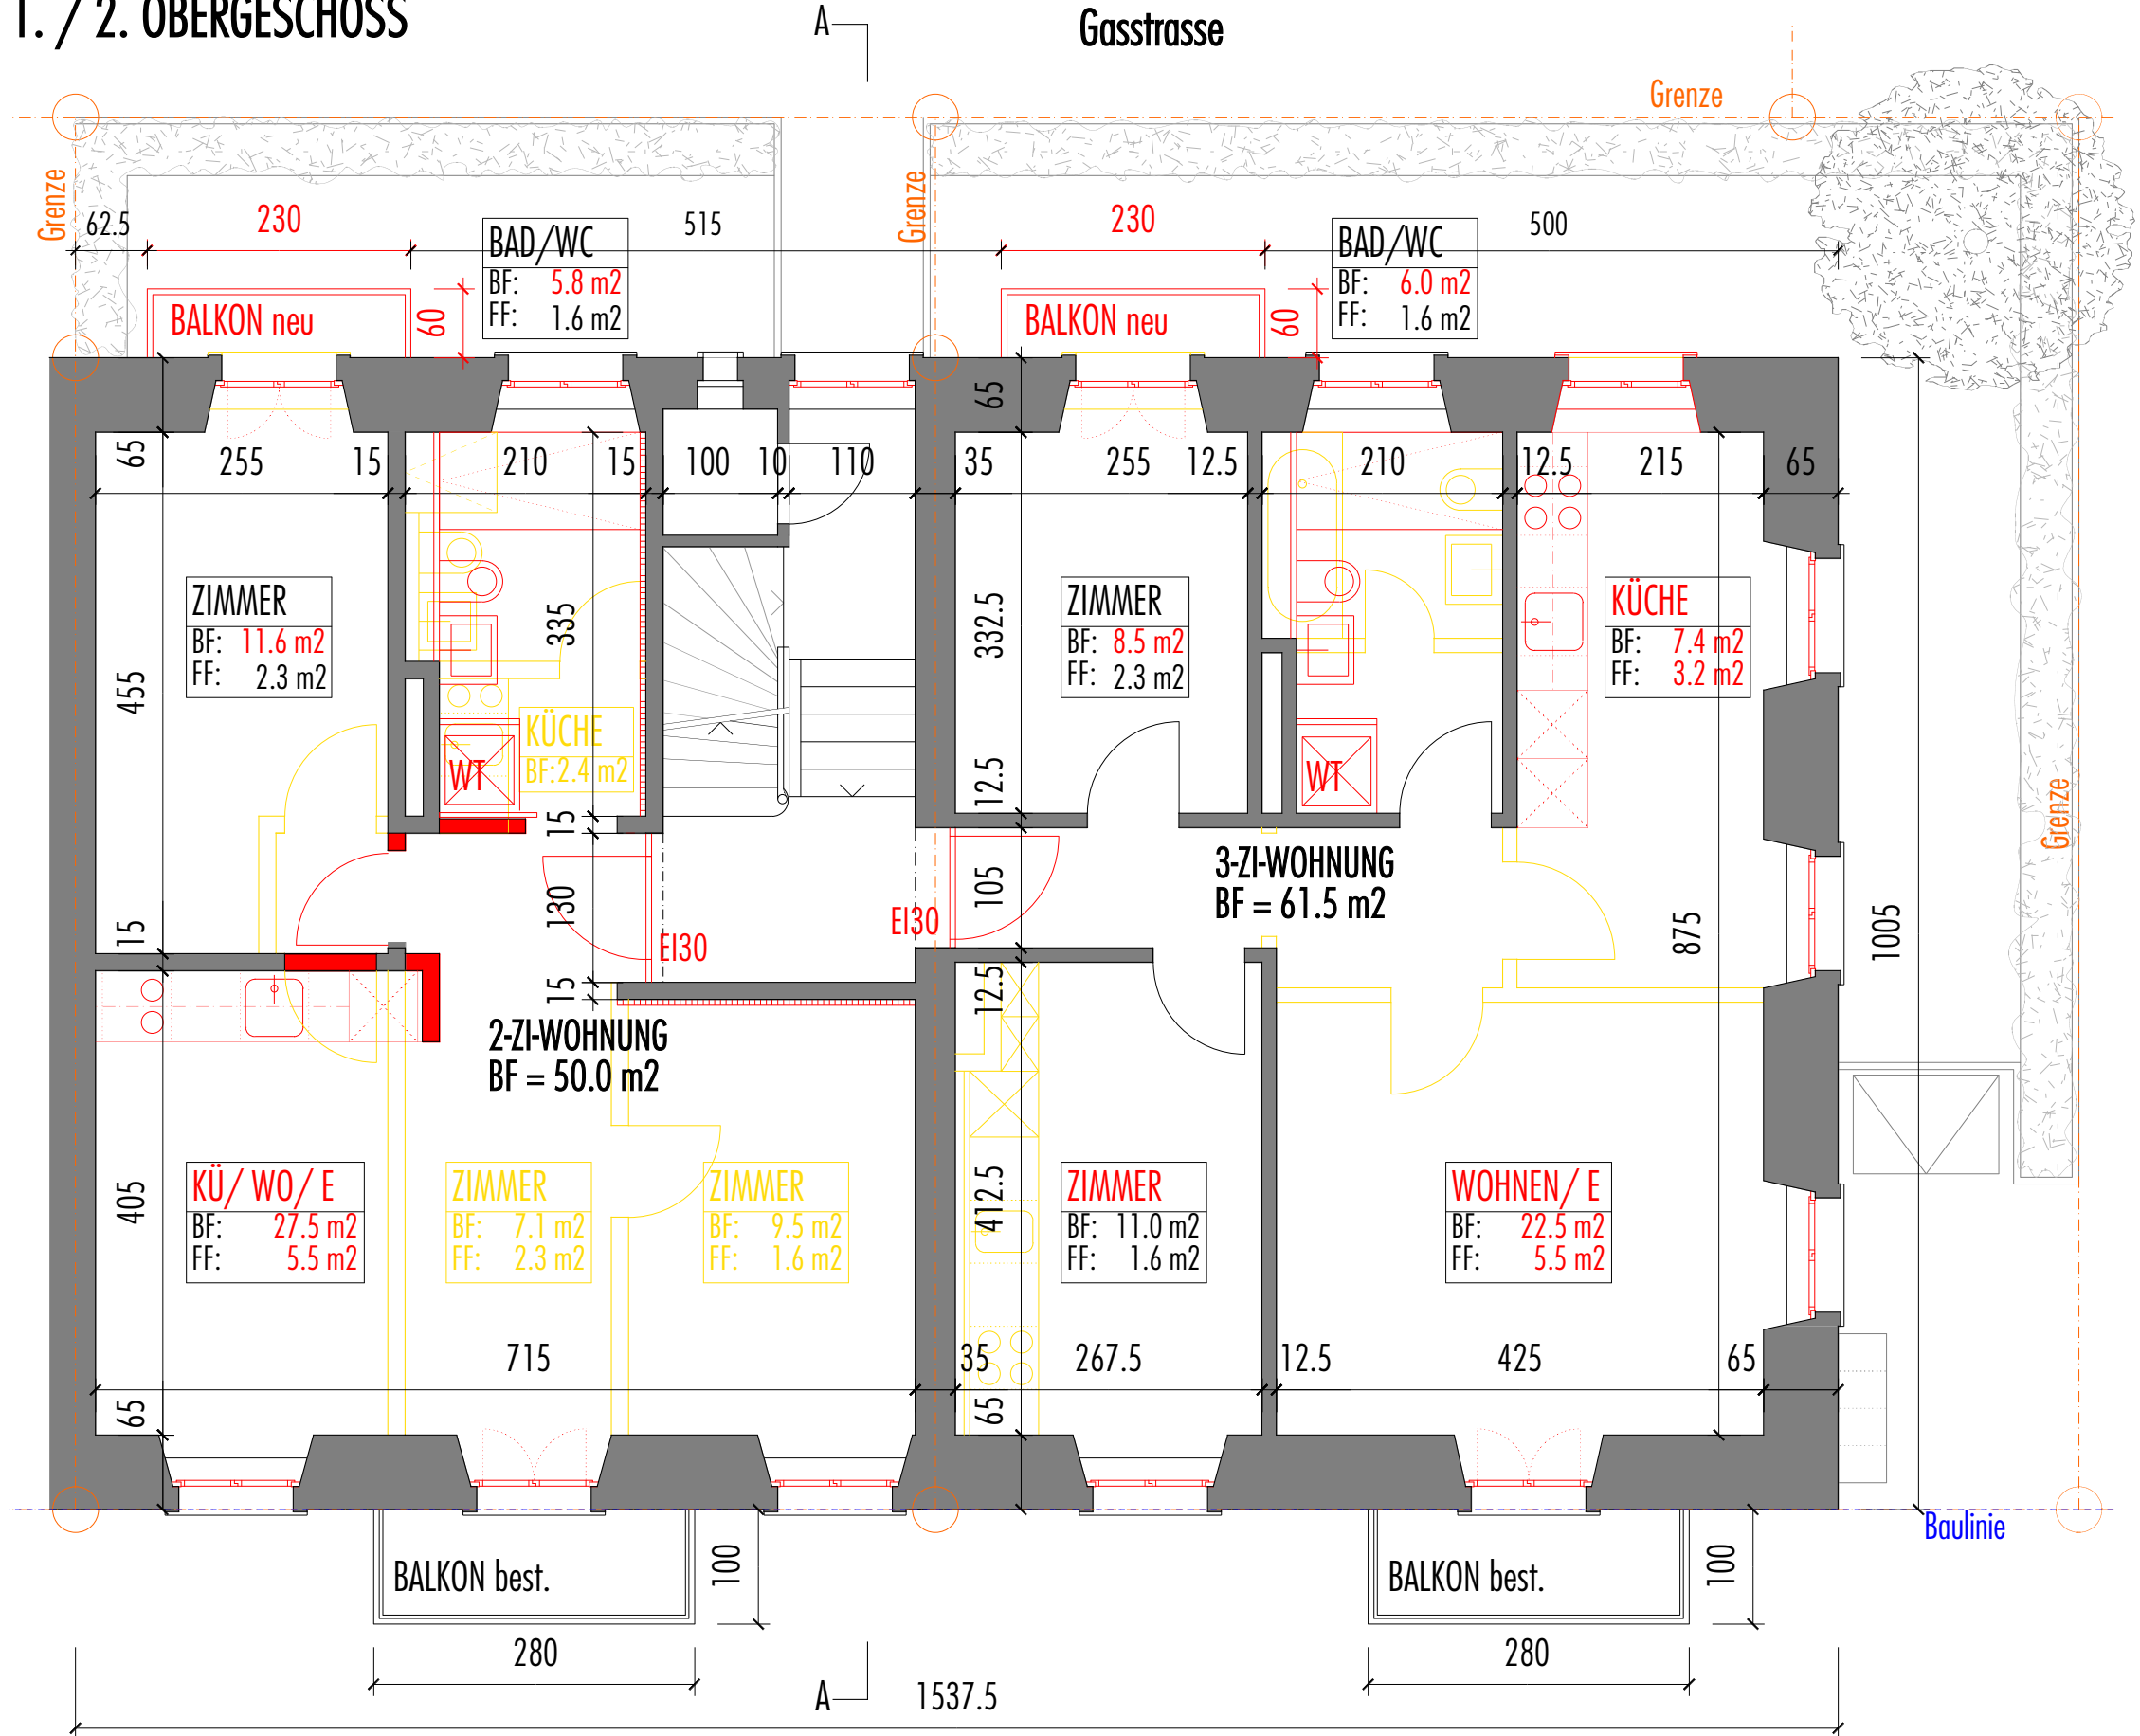 1. / 2. OBERGESCHOSS
A
Gasstrasse
Grenze
Grenze
Grenze
62.5
230
515
230
500
BAD/WC
BF: 5.8 m2
FF: 1.6 m2
BAD/WC
BF: 6.0 m2
FF: 1.6 m2
BALKON neu
60
BALKON neu
60
65
255
15
210
15
100
10
110
65
35
255
12.5
210
12.5
215
65
ZIMMER
BF: 11.6 m2
FF: 2.3 m2
335
ZIMMER
BF: 8.5 m2
FF: 2.3 m2
332.5
KÜCHE
BF: 7.4 m2
FF: 3.2 m2
455
KÜCHE
BF: 2.4 m2
WT
WT
12.5
15
Grenze
3-ZI-WOHNUNG
BF = 61.5 m2
130
105
EI30
EI30
15
875
1005
15
12.5
2-ZI-WOHNUNG
BF = 50.0 m2
405
KÜ/ WO/ E
BF: 27.5 m2
FF: 5.5 m2
ZIMMER
BF: 7.1 m2
FF: 2.3 m2
ZIMMER
BF: 9.5 m2
FF: 1.6 m2
412.5
ZIMMER
BF: 11.0 m2
FF: 1.6 m2
WOHNEN/ E
BF: 22.5 m2
FF: 5.5 m2
715
35
267.5
12.5
425
65
65
65
Baulinie
BALKON best.
100
BALKON best.
100
280
280
A
1537.5